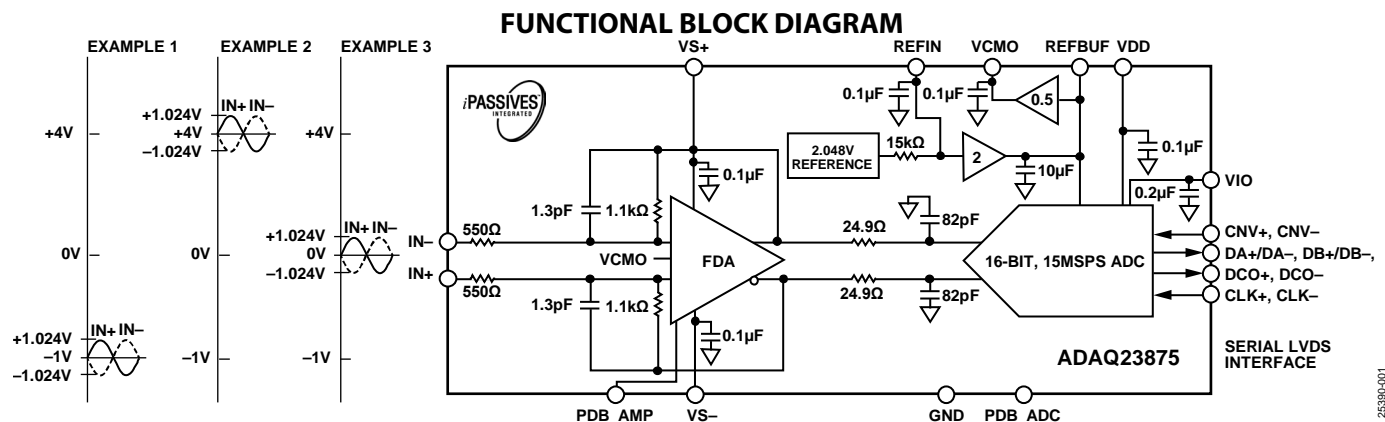 FUNCTIONAL BLOCK DIAGRAM
EXAMPLE 1
EXAMPLE 2
EXAMPLE 3
VS+
REFIN
VCMO
REFBUF
VDD
iPASSIVES™
INTEGRATED
+1.024V
+4V
–1.024V
IN+ IN–
+4V
+4V
0V
0V
+1.024V
0V
–1.024V
IN+ IN–
+1.024V
–1V
–1.024V
IN+ IN–
–1V
–1V
0.1µF
0.1µF
0.5
2.048V
REFERENCE
15kΩ
2
10µF
0.1µF
0.2µF
VIO
0.1µF
1.3pF
1.1kΩ
550Ω
IN–
VCMO
FDA
24.9Ω
82pF
IN+
550Ω
1.3pF
1.1kΩ
24.9Ω
82pF
0.1µF
16-BIT, 15MSPS ADC
CNV+, CNV–
DA+/DA–, DB+/DB–,
DCO+, DCO–
CLK+, CLK–
SERIAL LVDS
INTERFACE
ADAQ23875
PDB_AMP
VS–
GND
PDB_ADC
25390-001